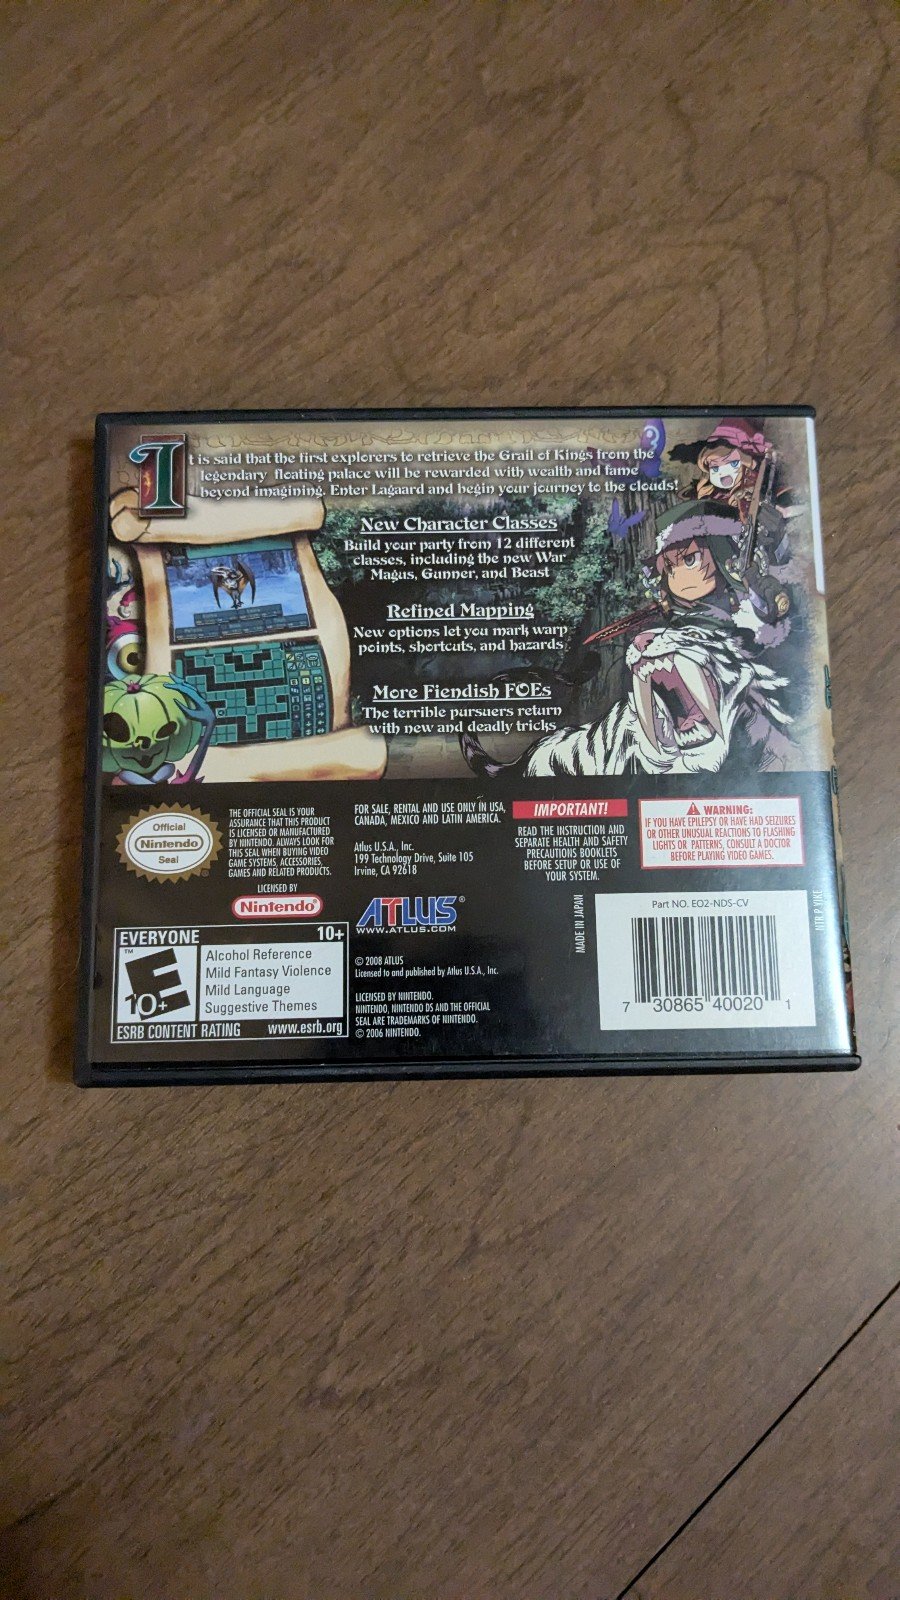 It is said that the first explorers to retrieve the Grail of Kings from the
legendary floating palace will be rewarded with wealth and fame
beyond imagining. Enter Lagaard and begin your journey to the clouds!
New Character Classes
Build your party from 12 different
classes, including the new War
Magus, Gunner, and Beast
Refined Mapping
New options let you mark warp
points, shortcuts, and hazards
More Fiendish FOEs
The terrible pursuers return
with new and deadly tricks
Official
Nintendo
Seal
THE OFFICIAL SEAL IS YOUR
ASSURANCE THAT THIS PRODUCT
IS LICENSED OR MANUFACTURED
BY NINTENDO. ALWAYS LOOK FOR
THIS SEAL WHEN BUYING VIDEO
GAME SYSTEMS, ACCESSORIES,
GAMES AND RELATED PRODUCTS.
LICENSED BY
Nintendo®
EVERYONE 10+
™
E
10+
Alcohol Reference
Mild Fantasy Violence
Mild Language
Suggestive Themes
ESRB CONTENT RATING www.esrb.org
FOR SALE, RENTAL AND USE ONLY IN USA,
CANADA, MEXICO AND LATIN AMERICA.
Atlus U.S.A., Inc.
199 Technology Drive, Suite 105
Irvine, CA 92618
ATLUS®
WWW.ATLUS.COM
© 2008 ATLUS
Licensed to and published by Atlus U.S.A., Inc.
LICENSED BY NINTENDO.
NINTENDO, NINTENDO DS AND THE OFFICIAL
SEAL ARE TRADEMARKS OF NINTENDO.
© 2006 NINTENDO.
IMPORTANT!
READ THE INSTRUCTION AND
SEPARATE HEALTH AND SAFETY
PRECAUTIONS BOOKLETS
BEFORE SETUP OR USE OF
YOUR SYSTEM.
WARNING:
IF YOU HAVE EPILEPSY OR HAVE HAD SEIZURES
OR OTHER UNUSUAL REACTIONS TO FLASHING
LIGHTS OR PATTERNS, CONSULT A DOCTOR
BEFORE PLAYING VIDEO GAMES.
MADE IN JAPAN
Part NO. EO2-NDS-CV
7 30865 40020 1